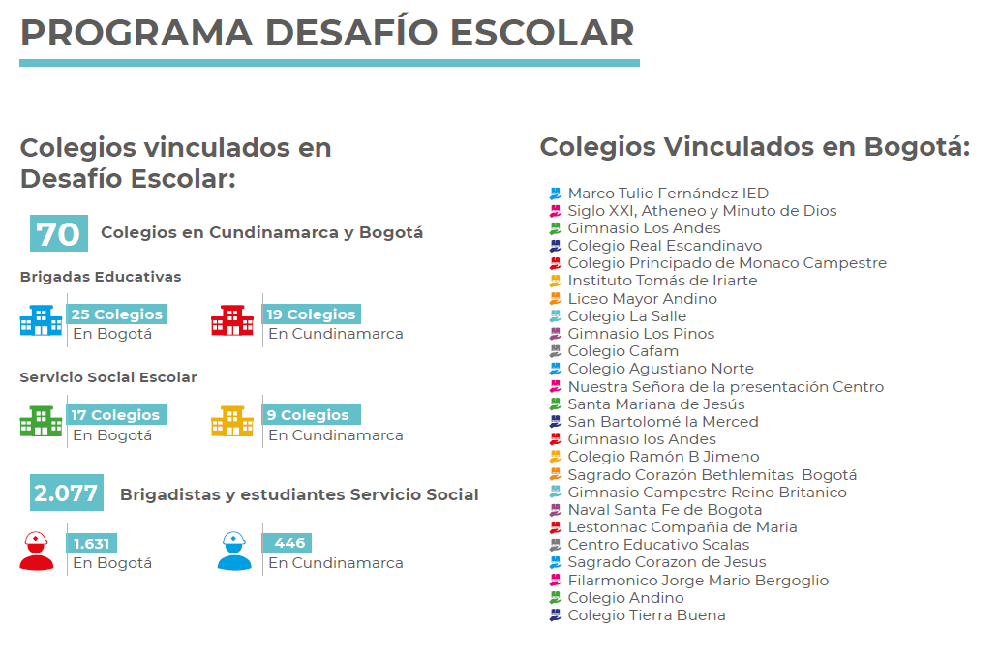 PROGRAMA DESAFÍO ESCOLAR
Colegios vinculados en
Desafío Escolar:
70 Colegios en Cundinamarca y Bogotá
Brigadas Educativas
25 Colegios
En Bogotá
19 Colegios
En Cundinamarca
Servicio Social Escolar
17 Colegios
En Bogotá
9 Colegios
En Cundinamarca
2.077 Brigadistas y estudiantes Servicio Social
1.631
En Bogotá
446
En Cundinamarca
Colegios Vinculados en Bogotá:
Marco Tulio Fernández IED
Siglo XXI, Atheneo y Minuto de Dios
Gimnasio Los Andes
Colegio Real Escandinavo
Colegio Principado de Monaco Campestre
Instituto Tomás de Iriarte
Liceo Mayor Andino
Colegio La Salle
Gimnasio Los Pinos
Colegio Cafam
Colegio Agustiano Norte
Nuestra Señora de la presentación Centro
Santa Mariana de Jesús
San Bartolomé la Merced
Gimnasio los Andes
Colegio Ramón B Jimeno
Sagrado Corazón Bethlemitas Bogotá
Gimnasio Campestre Reino Britanico
Naval Santa Fe de Bogota
Lestonnac Compañia de Maria
Centro Educativo Scalas
Sagrado Corazon de Jesus
Filarmonico Jorge Mario Bergoglio
Colegio Andino
Colegio Tierra Buena